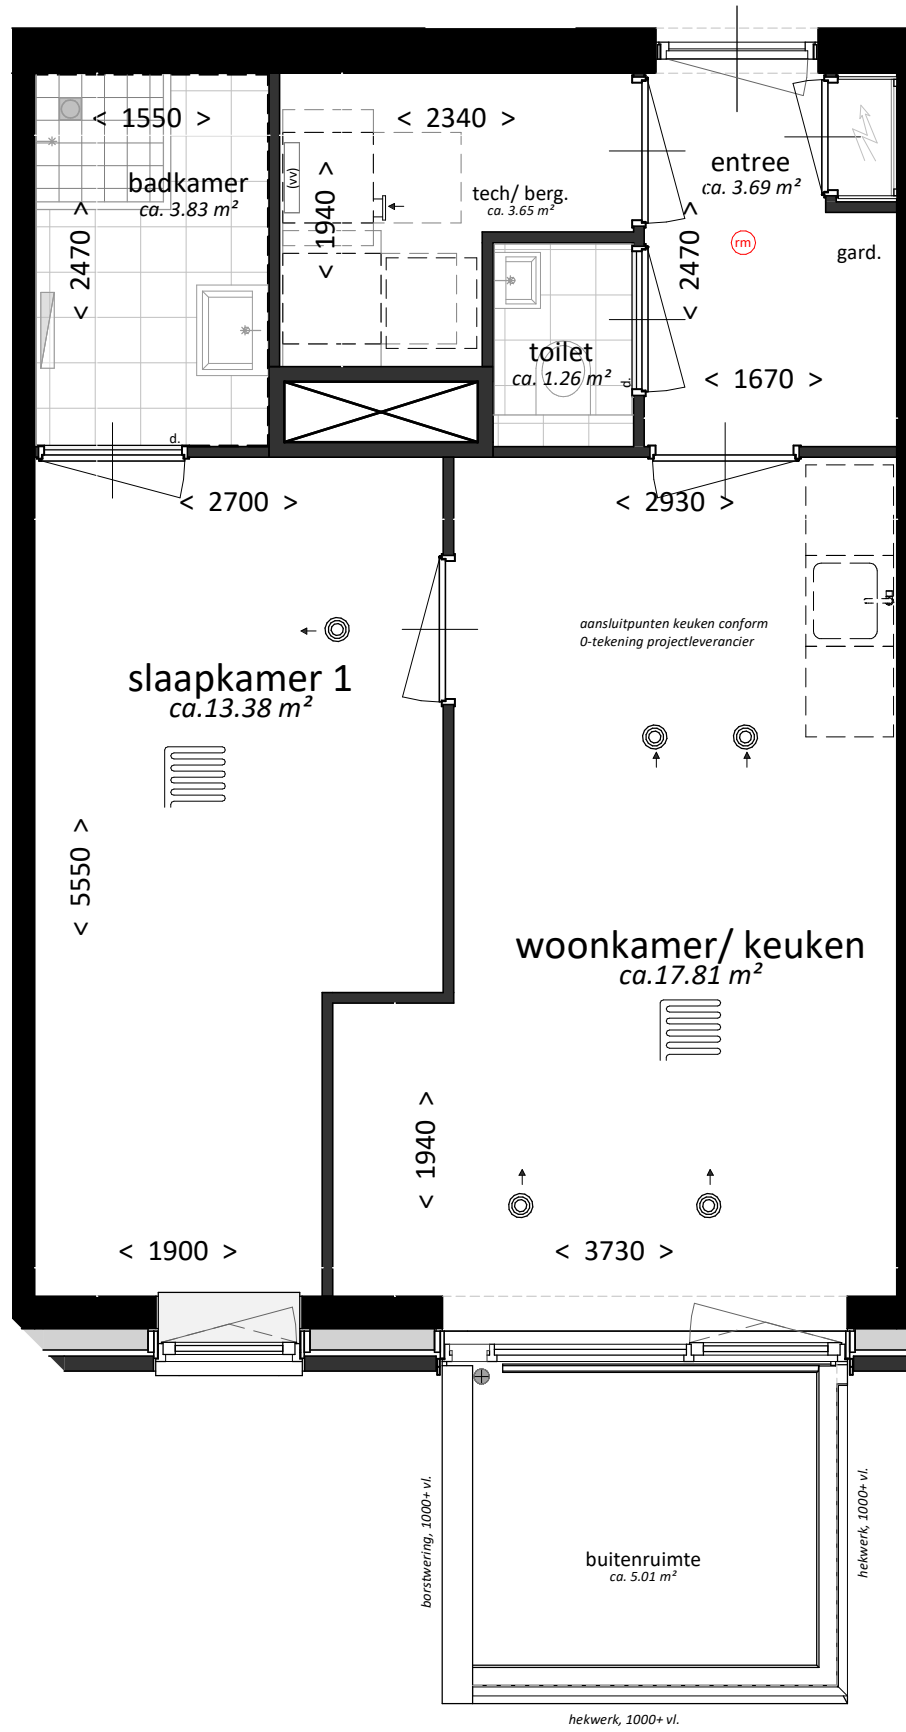 < 1550 >
< 2340 >
badkamer
ca. 3.83 m²
(vv)
< 1940 >
tech/ berg.
ca. 3.65 m²
entree
ca. 3.69 m²
< 2470 >
< 2470 >
rm
gard.
toilet
ca. 1.26 m²
d.
< 1670 >
d.
< 2700 >
< 2930 >
aansluitpunten keuken conform
0-tekening projectleverancier
slaapkamer 1
ca.13.38 m²
< 5550 >
woonkamer/ keuken
ca.17.81 m²
< 1940 >
< 1900 >
< 3730 >
borstwering, 1000+ vl.
hekwerk, 1000+ vl.
buitenruimte
ca. 5.01 m²
hekwerk, 1000+ vl.